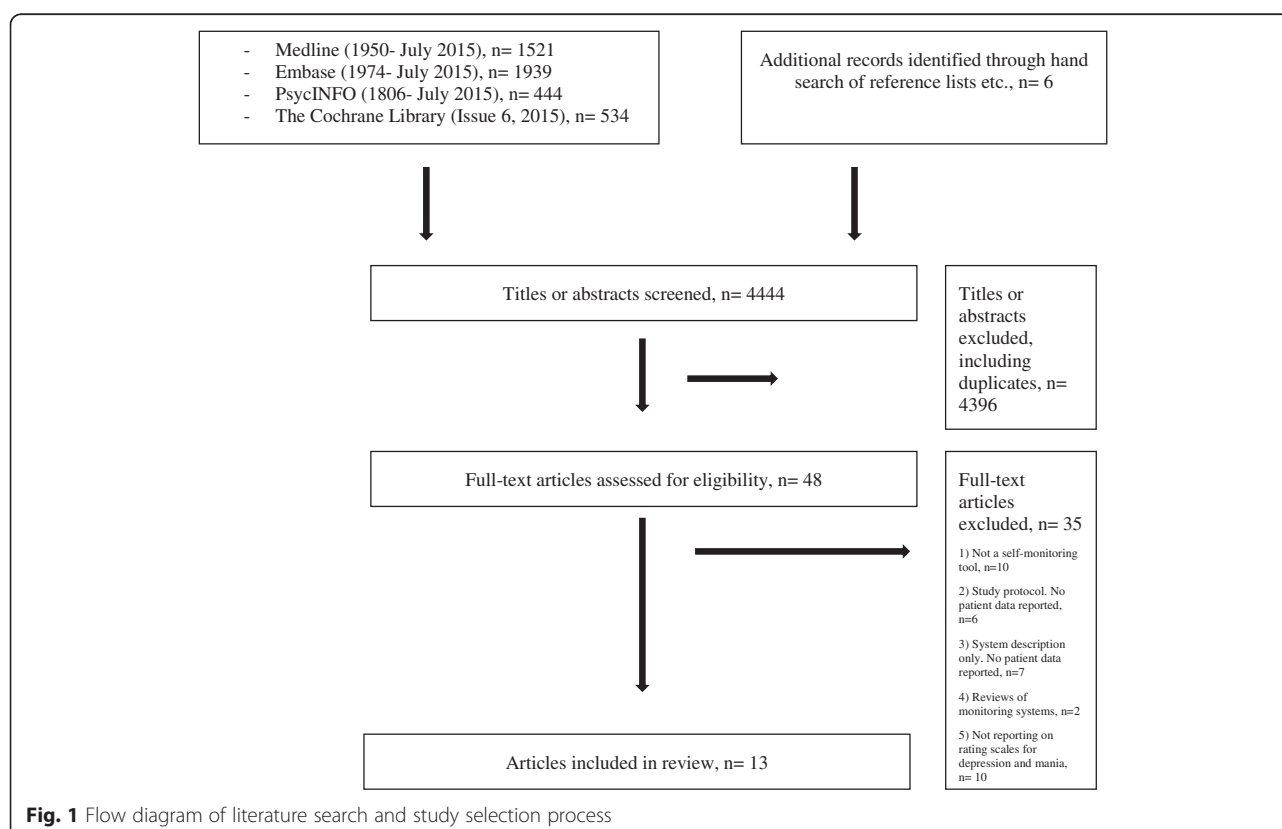 - Medline (1950- July 2015), n= 1521
- Embase (1974- July 2015), n= 1939
- PsycINFO (1806- July 2015), n= 444
- The Cochrane Library (Issue 6, 2015), n= 534
Additional records identified through hand
search of reference lists etc., n= 6
Titles or abstracts screened, n= 4444
Titles or
abstracts
excluded,
including
duplicates, n=
4396
Full-text articles assessed for eligibility, n= 48
Full-text
articles
excluded, n= 35
1) Not a self-monitoring
tool, n=10
2) Study protocol. No
patient data reported,
n=6
3) System description
only. No patient data
reported, n=7
4) Reviews of
monitoring systems, n=2
5) Not reporting on
rating scales for
depression and mania,
n= 10
Articles included in review, n= 13
Fig. 1 Flow diagram of literature search and study selection process